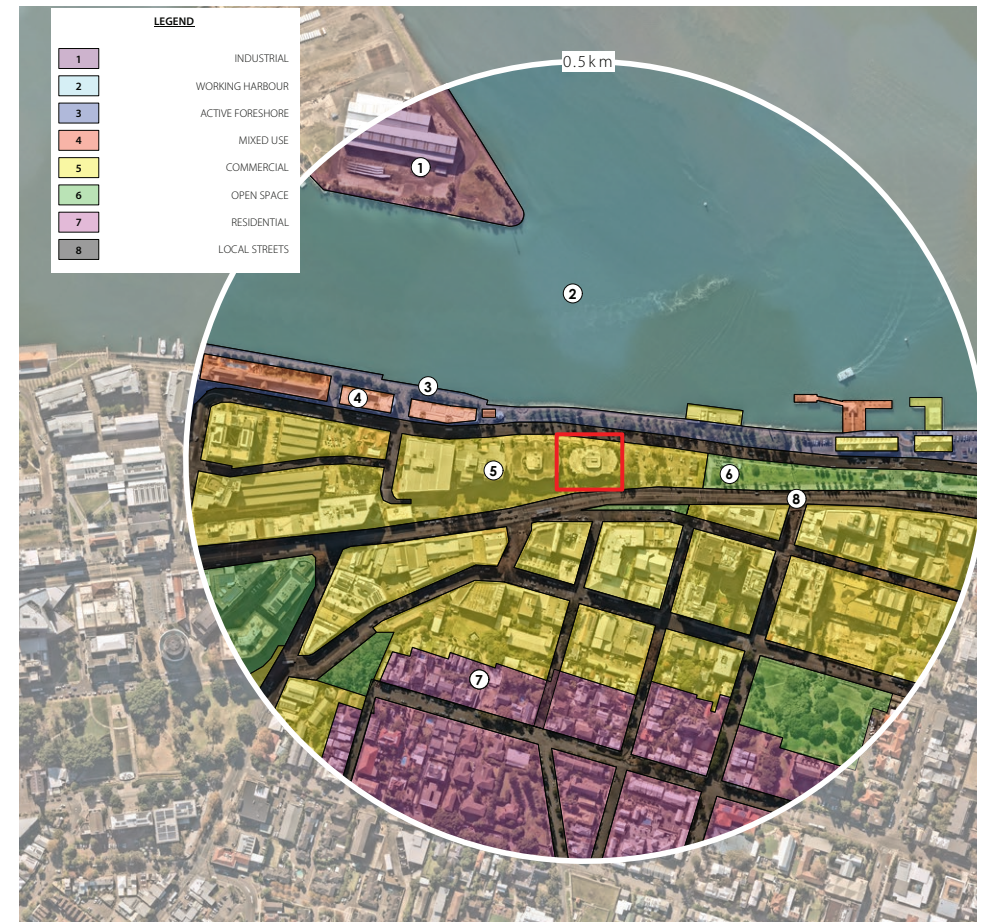 LEGEND
1 INDUSTRIAL
2 WORKING HARBOUR
3 ACTIVE FORESHORE
4 MIXED USE
5 COMMERCIAL
6 OPEN SPACE
7 RESIDENTIAL
8 LOCAL STREETS
0.5km
1
2
3
4
5
6
8
7